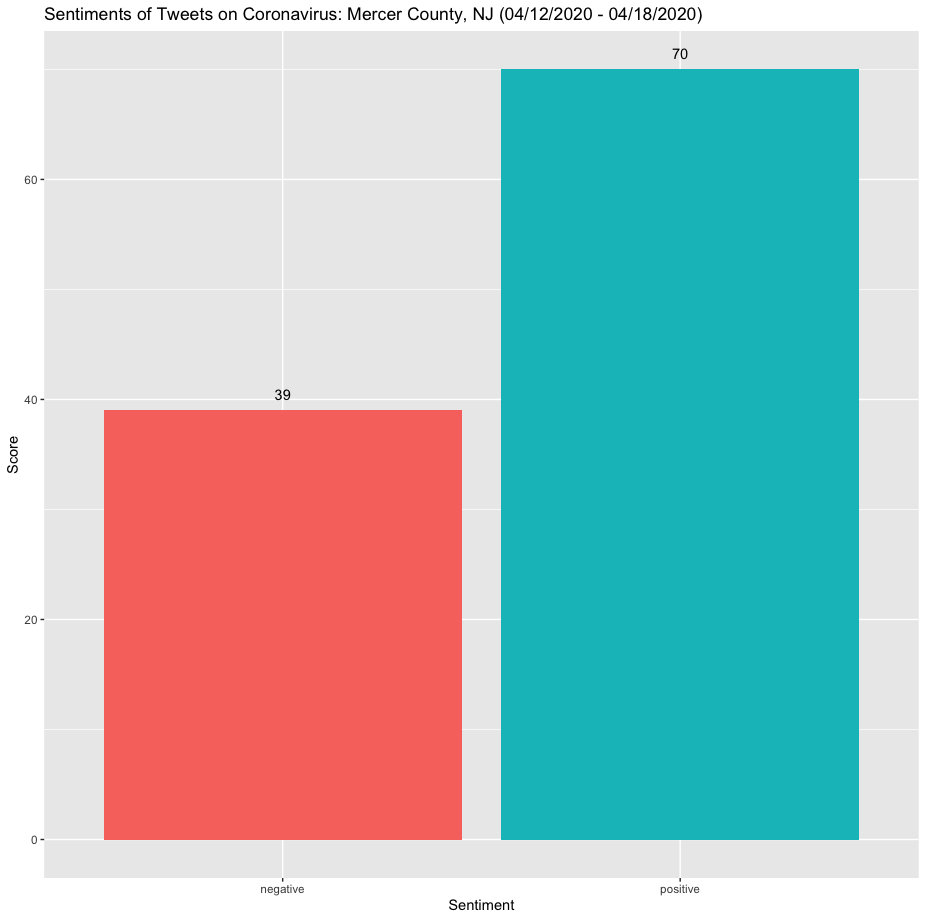 Sentiments of Tweets on Coronavirus: Mercer County, NJ (04/12/2020 - 04/18/2020)
70
60
39
40
Score
20
0
negative positive
Sentiment